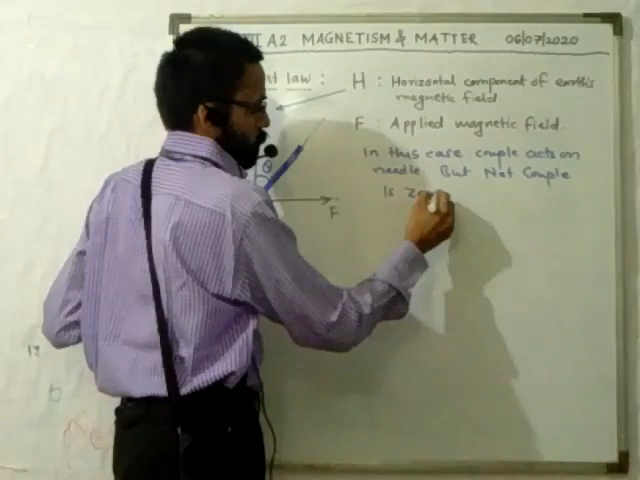 A2 MAGNETISM & MATTER 06/07/2020
law : H : Horizontal component of earth's
magnetic field
F : Applied magnetic field.
In this case couple acts on
needle But Net Couple
Is
θ
F
12